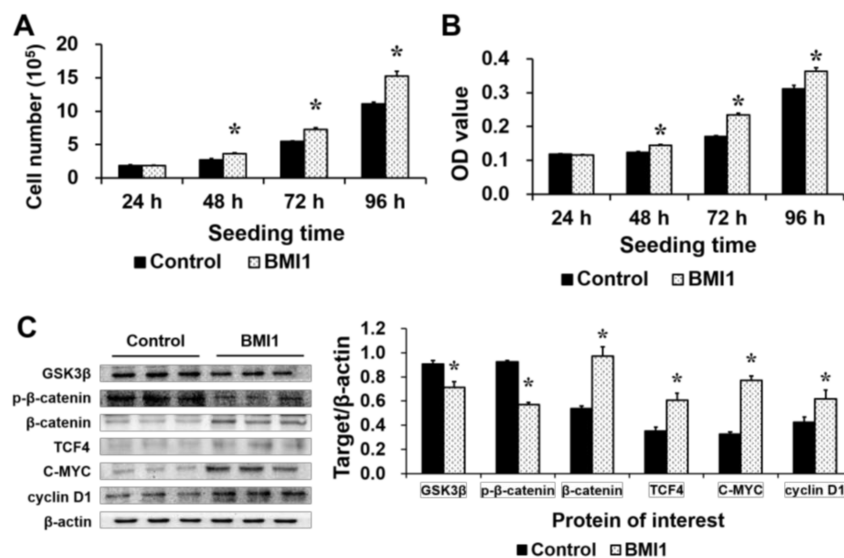 A
Cell number (10⁵)
20
15
10
5
0
*
*
*
24 h 48 h 72 h 96 h
Seeding time
Control BMI1
B
OD value
0.4
0.3
0.2
0.1
0.0
*
*
*
24 h 48 h 72 h 96 h
Seeding time
Control BMI1
C
Control BMI1
GSK3β
p-β-catenin
β-catenin
TCF4
C-MYC
cyclin D1
β-actin
Target/β-actin
1.2
1.0
0.8
0.6
0.4
0.2
0.0
* * * * * *
GSK3β p-β-catenin β-catenin TCF4 C-MYC cyclin D1
Protein of interest
Control BMI1